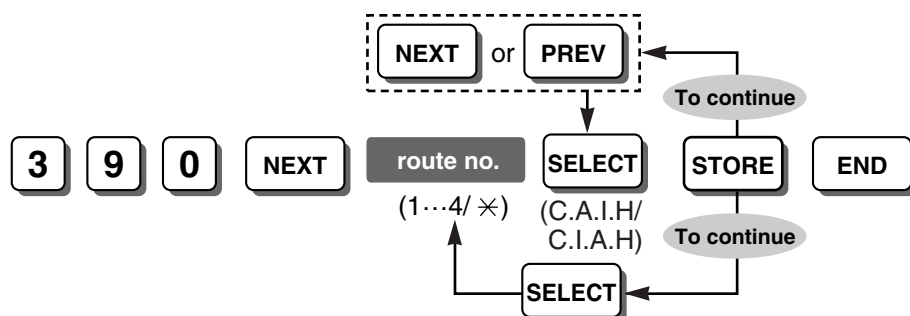 NEXT or PREV
To continue
3 9 0 NEXT route no. SELECT STORE END
(1···4/ ✳) (C.A.I.H/
C.I.A.H)
To continue
SELECT